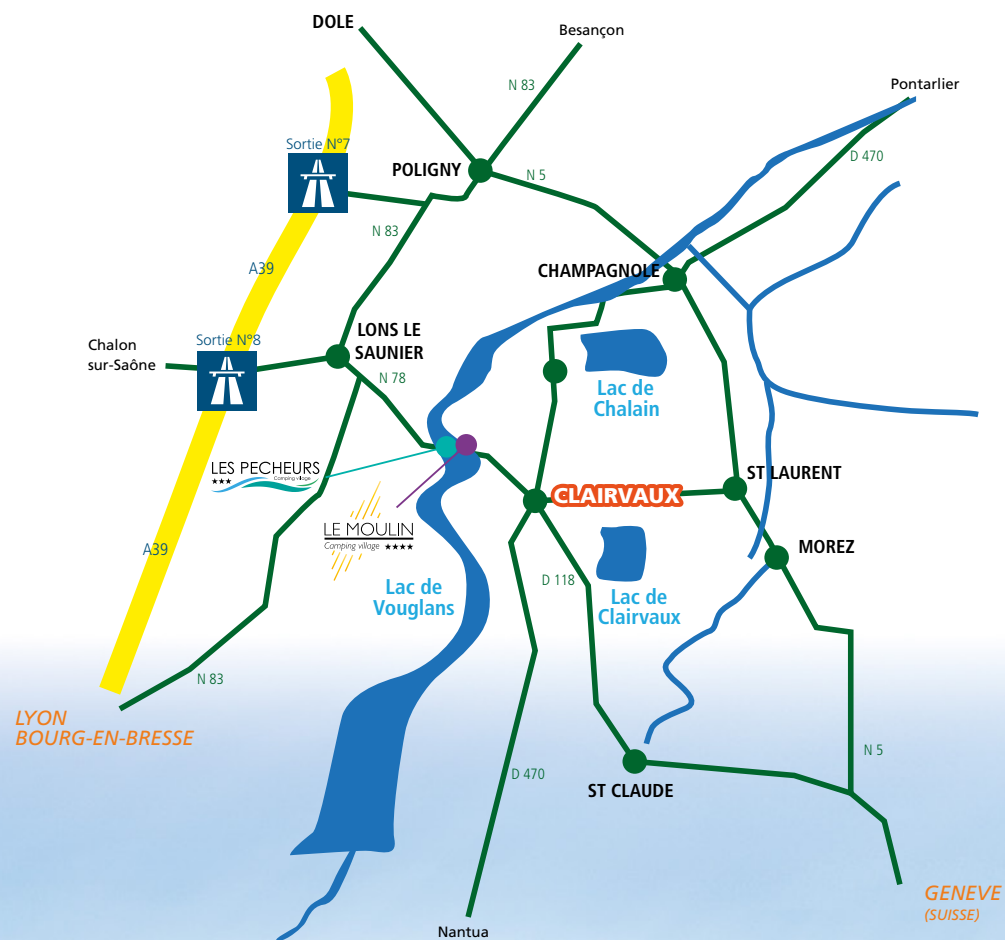 DOLE
Besançon
N 83
Pontarlier
D 470
Sortie N°7
POLIGNY
N 5
N 83
A39
CHAMPAGNOLE
Chalon
sur-Saône
Sortie N°8
LONS LE
SAUNIER
N 78
Lac de
Chalain
LES PECHEURS
★★★ Camping village
CLAIRVAUX
ST LAURENT
LE MOULIN
Camping village ★★★★
A39
MOREZ
Lac de
Vouglans
D 118
Lac de
Clairvaux
N 83
LYON
BOURG-EN-BRESSE
D 470
N 5
ST CLAUDE
GENEVE
(SUISSE)
Nantua